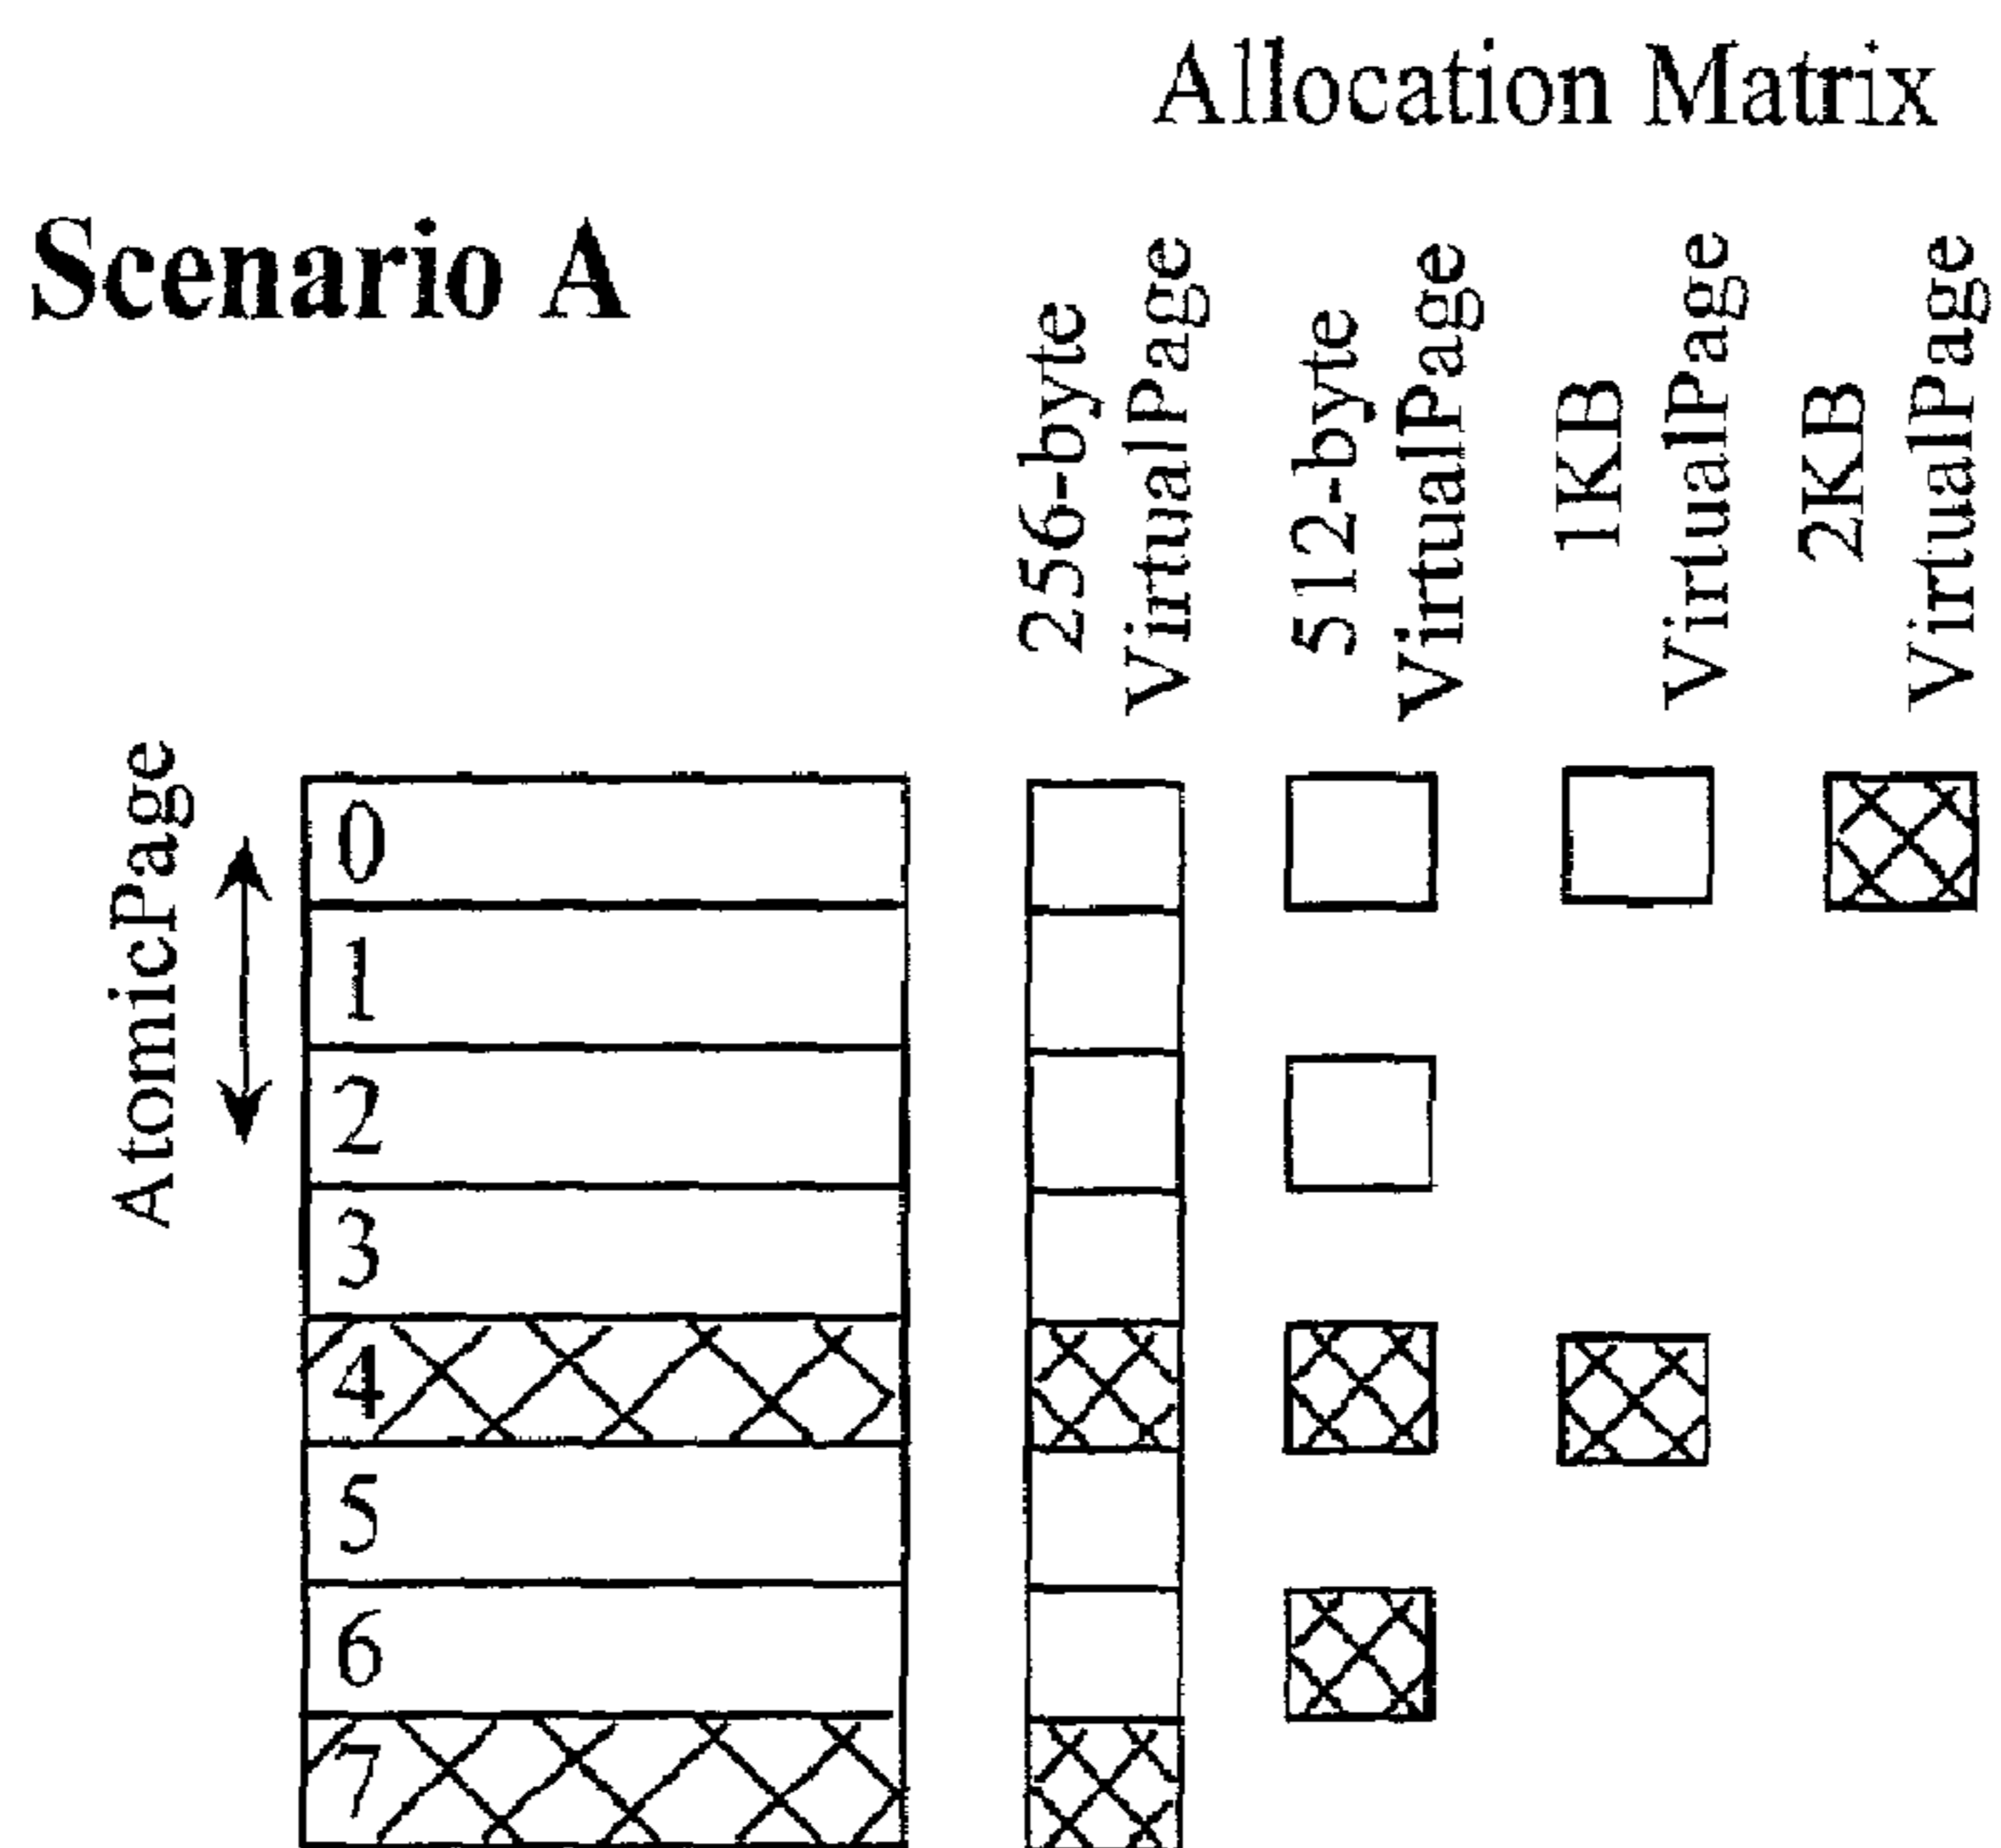 Allocation Matrix
Scenario A
256-byte
VirtualPage
512-byte
VirtualPage
1KB
VirtualPage
2KB
VirtualPage
AtomicPage
0
1
2
3
4
5
6
7